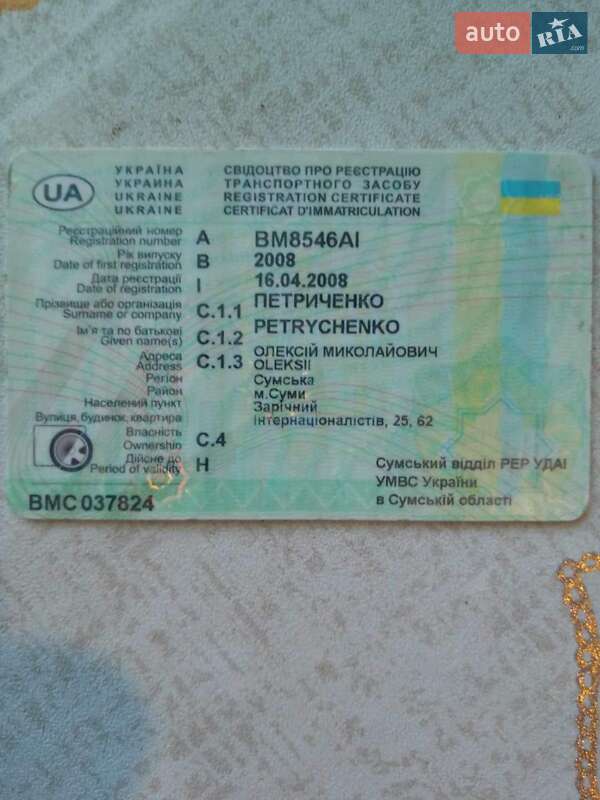 auto RIA .com
UA
УКРАЇНА
УКРАИНА
UKRAINE
UKRAINE
СВІДОЦТВО ПРО РЕЄСТРАЦІЮ
ТРАНСПОРТНОГО ЗАСОБУ
REGISTRATION CERTIFICATE
CERTIFICAT D'IMMATRICULATION
Реєстраційний номер
Registration number A BM8546AI
Рік випуску
Date of first registration B 2008
Дата реєстрації
Date of registration I 16.04.2008
Прізвище або організація
Surname or company C.1.1 ПЕТРИЧЕНКО
PETRYCHENKO
Ім'я та по батькові
Given name(s) C.1.2 ОЛЕКСІЙ МИКОЛАЙОВИЧ
OLEKSII
Адреса
Address C.1.3
Регіон Сумська
Район м.Суми
Населений пункт Зарічний
Вулиця, будинок, квартира Інтернаціоналістів, 25, 62
Власність
Ownership C.4
Дійсне до
Period of validity H
Сумський відділ РЕР УДАІ
УМВС України
в Сумській області
BMC 037824